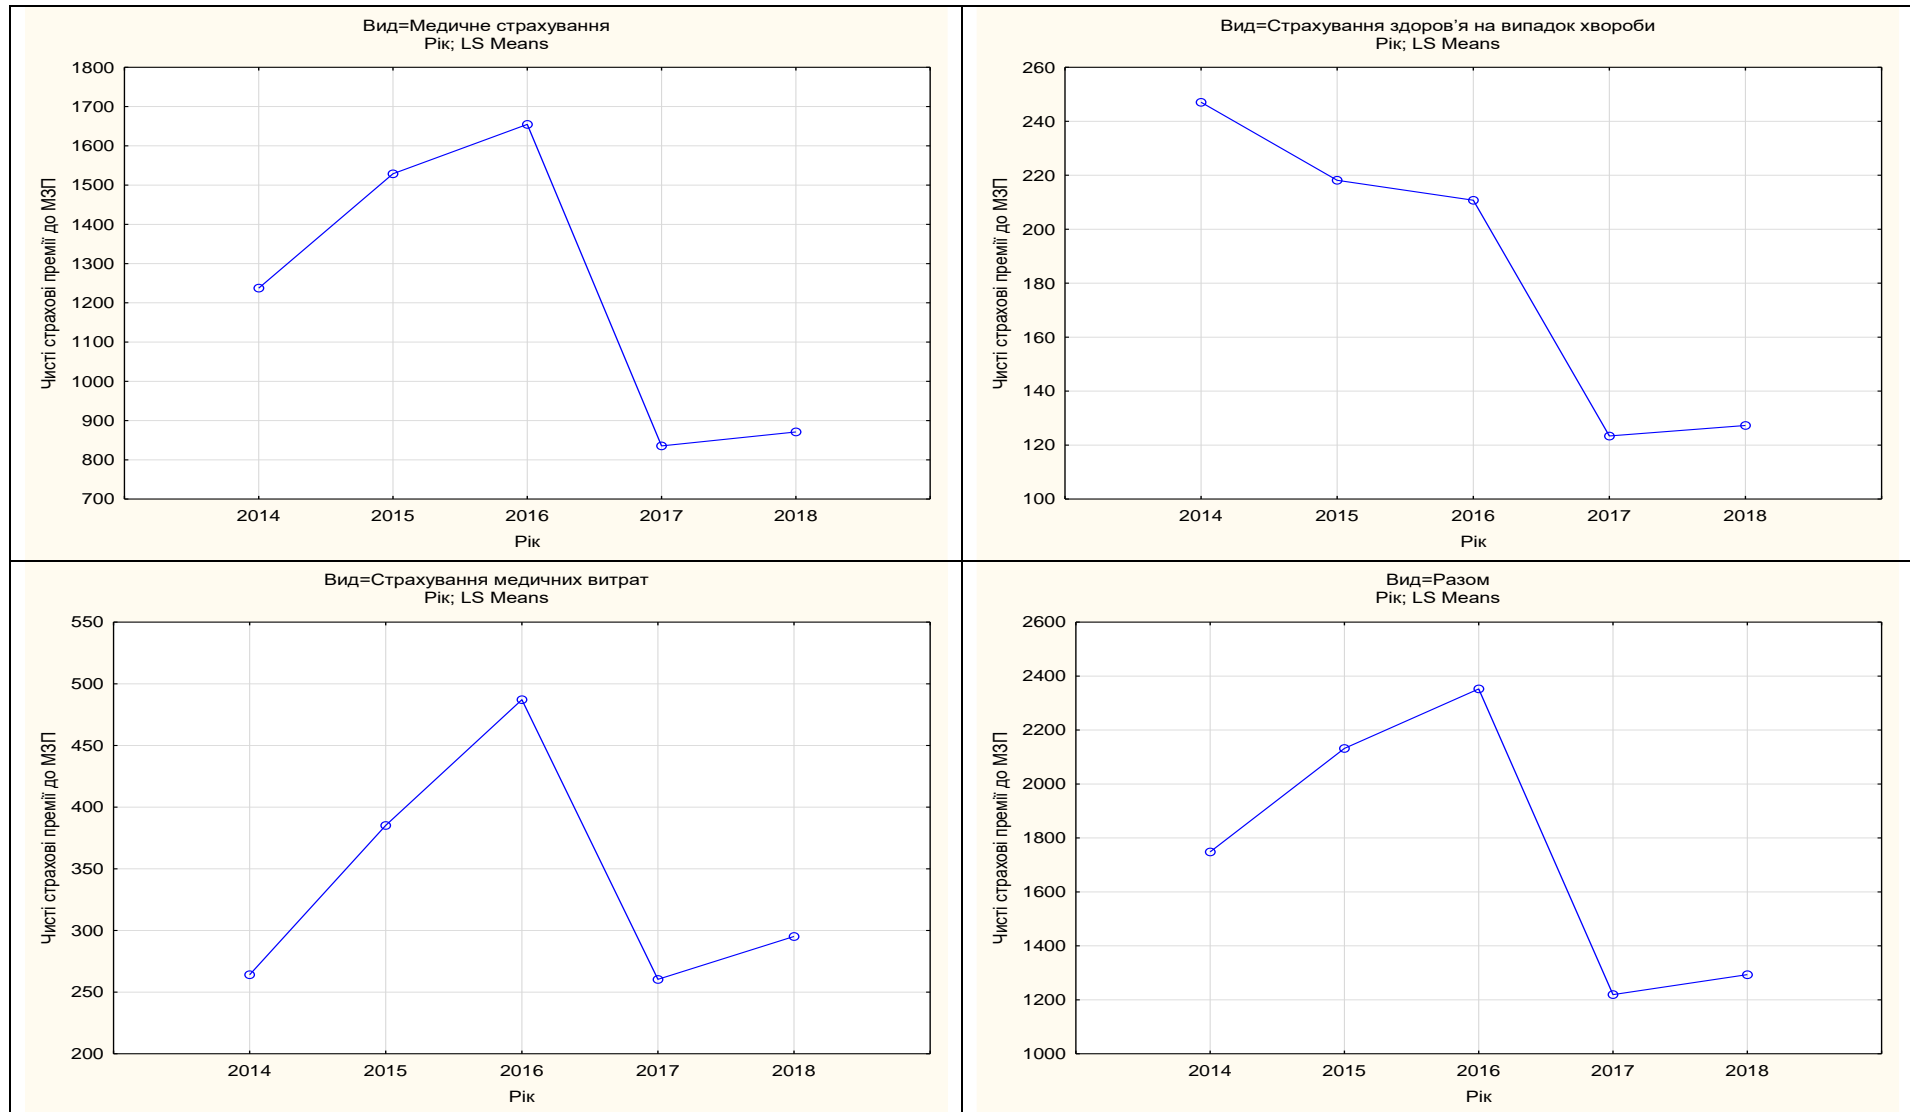 Вид=Медичне страхування
Рік; LS Means
1800
1700
1600
1500
1400
1300
1200
1100
1000
900
800
700
2014 2015 2016 2017 2018
Рік
Чисті страхові премії до МЗП
Вид=Страхування здоров’я на випадок хвороби
Рік; LS Means
260
240
220
200
180
160
140
120
100
2014 2015 2016 2017 2018
Рік
Чисті страхові премії до МЗП
Вид=Страхування медичних витрат
Рік; LS Means
550
500
450
400
350
300
250
200
2014 2015 2016 2017 2018
Рік
Чисті страхові премії до МЗП
Вид=Разом
Рік; LS Means
2600
2400
2200
2000
1800
1600
1400
1200
1000
2014 2015 2016 2017 2018
Рік
Чисті страхові премії до МЗП